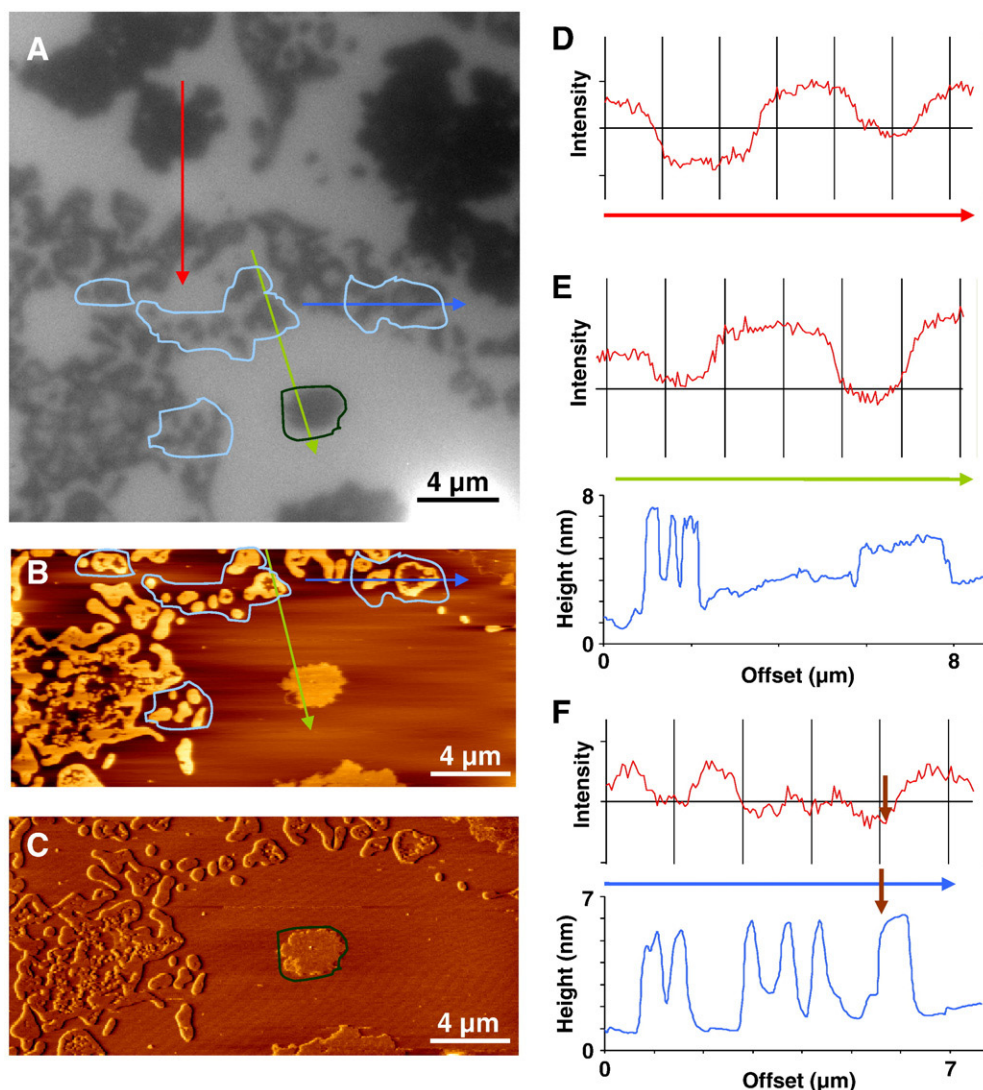 A
4 µm
B
4 µm
C
4 µm
D
Intensity
E
Intensity
8
Height (nm)
0
0
8
Offset (µm)
F
Intensity
7
Height (nm)
0
0
7
Offset (µm)